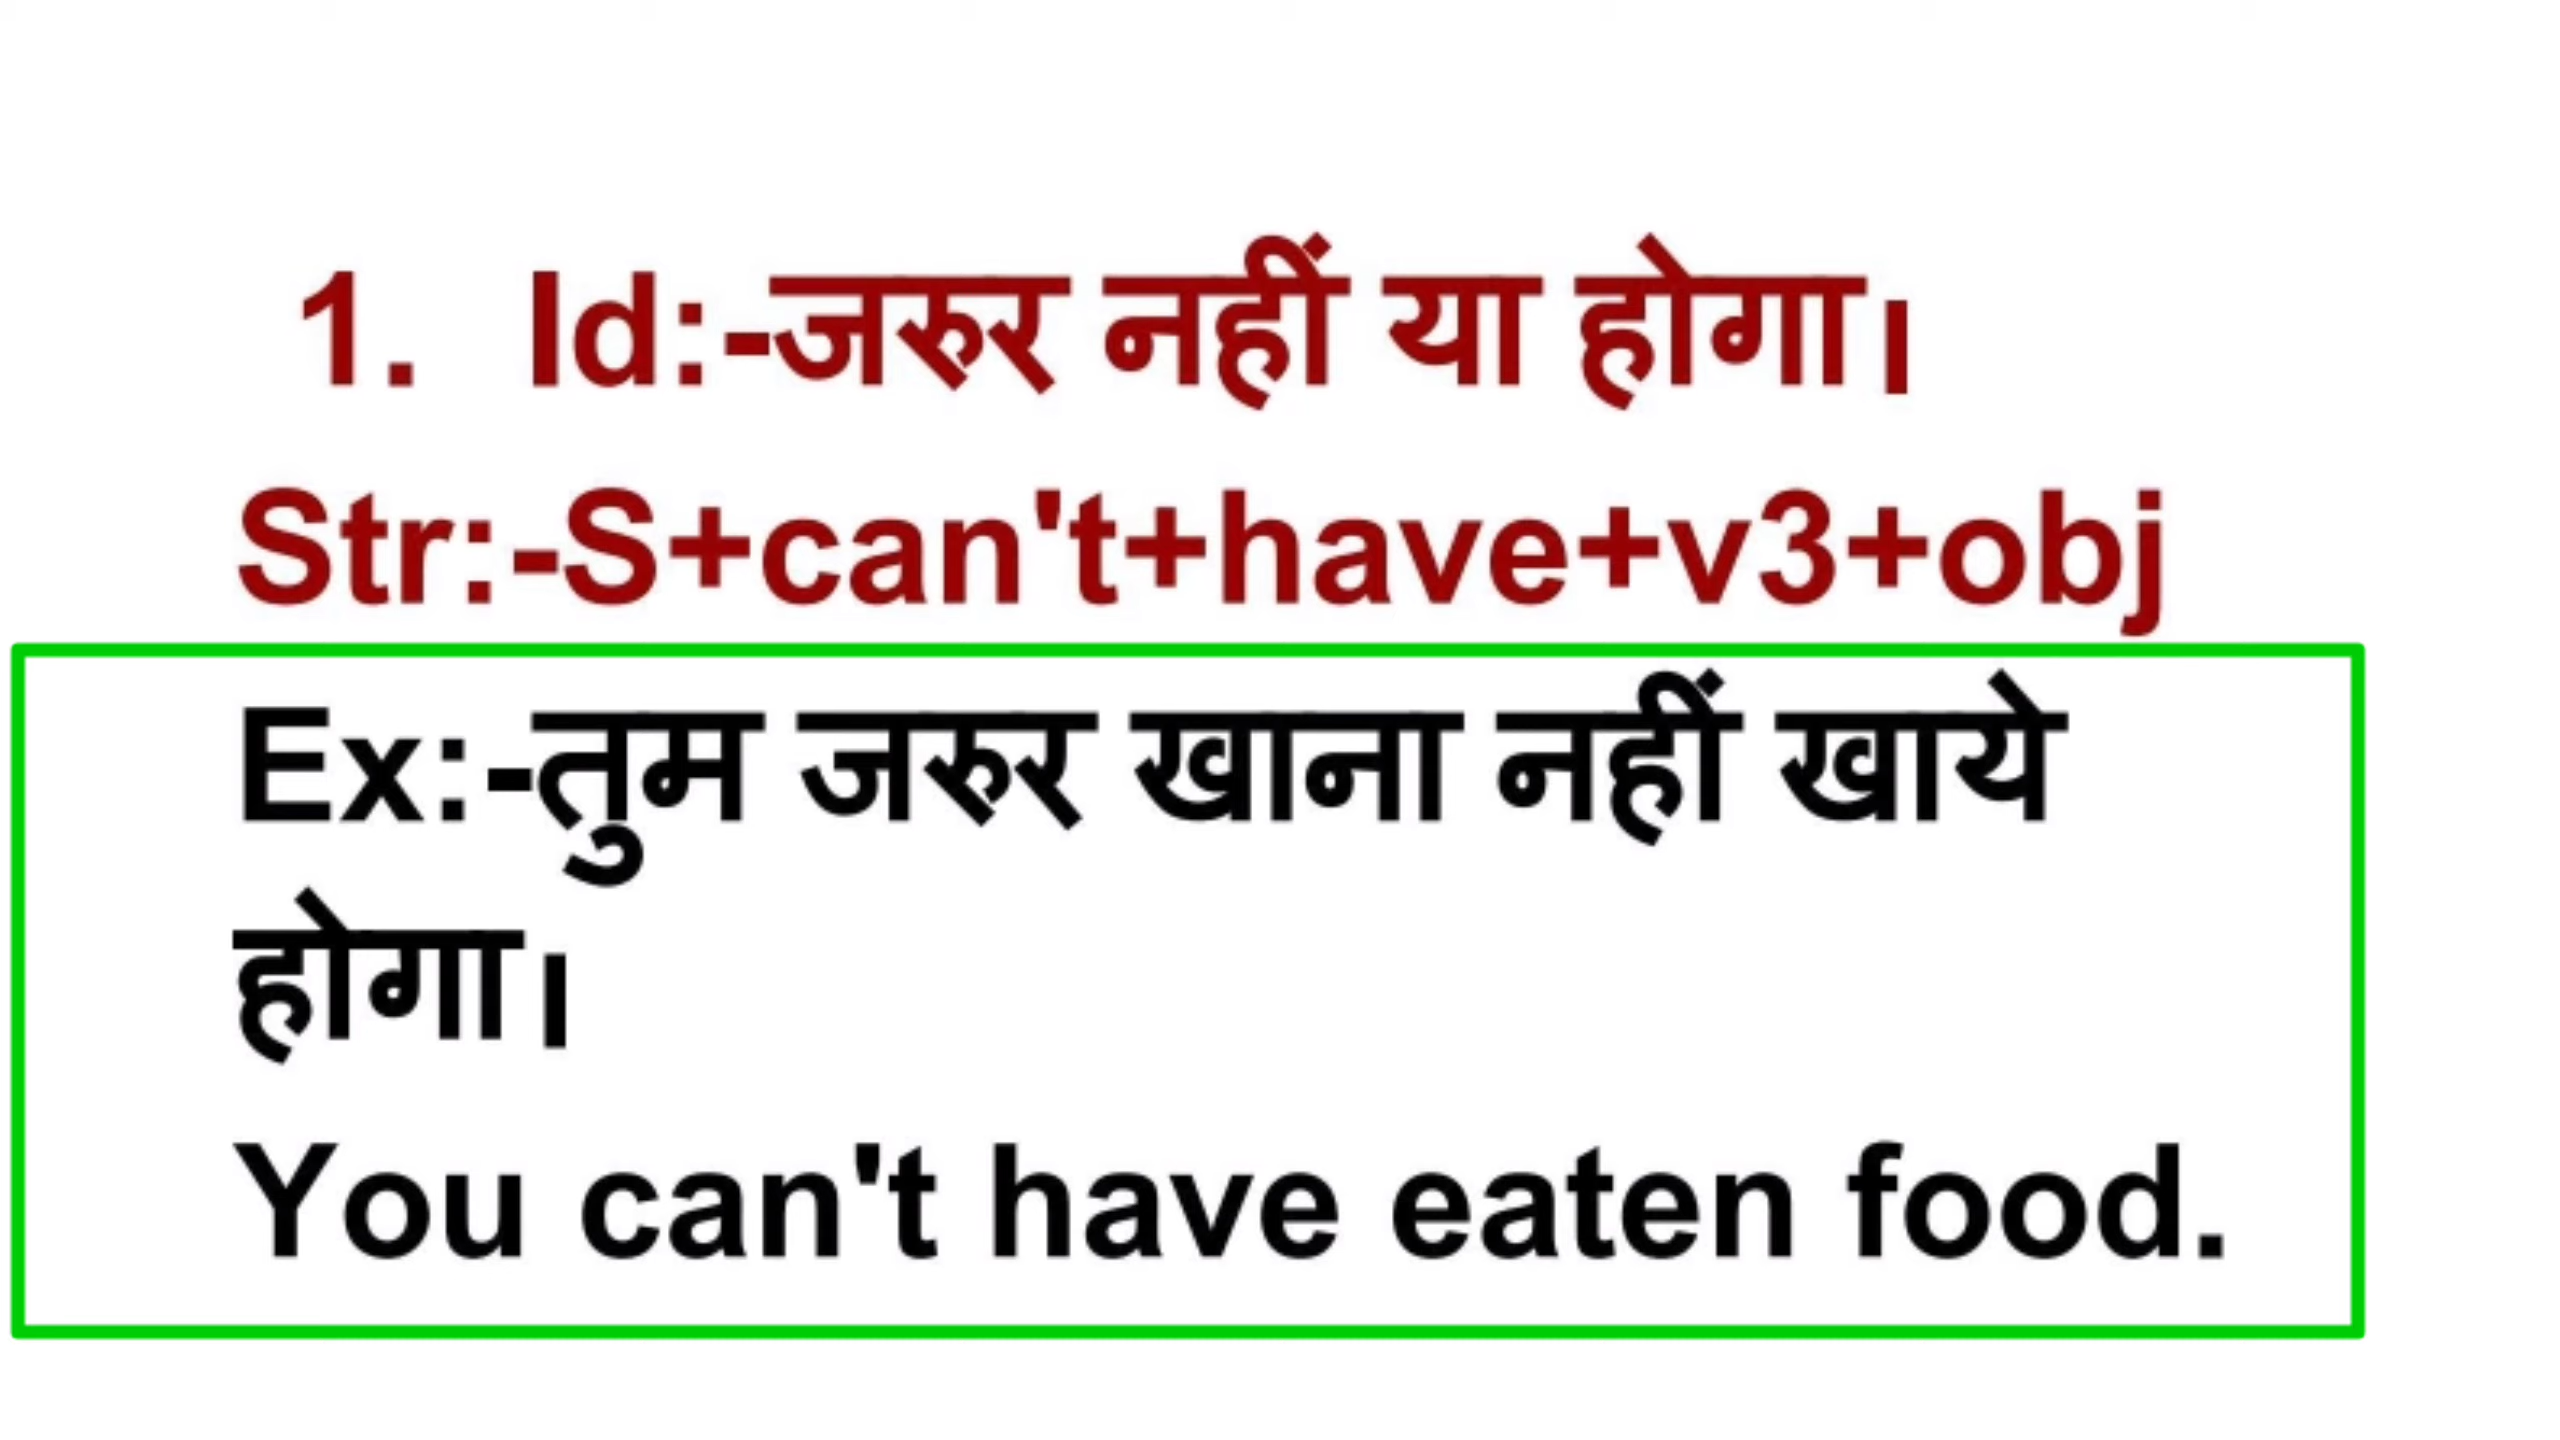 1. Id:-जरुर नहीं या होगा।
Str:-S+can't+have+v3+obj
Ex:-तुम जरुर खाना नहीं खाये
होगा।
You can't have eaten food.